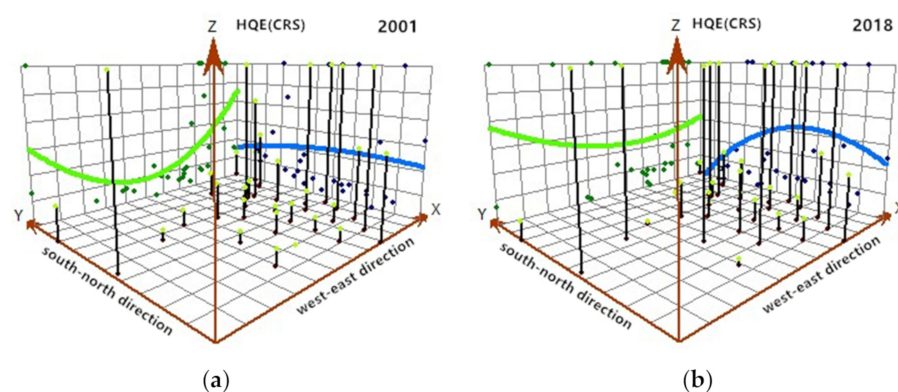 Z HQE(CRS) 2001
Y X
south-north direction west-east direction
(a)
Z HQE(CRS) 2018
Y X
south-north direction west-east direction
(b)